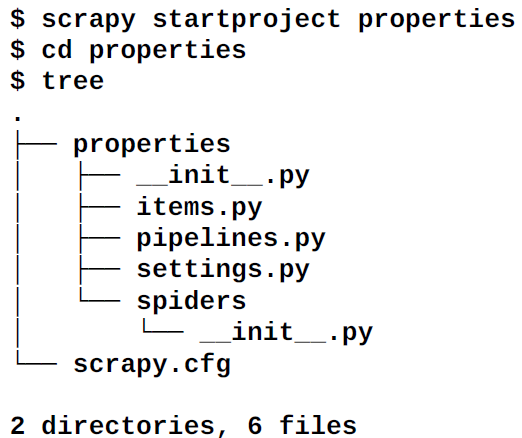 $ scrapy startproject properties
$ cd properties
$ tree
.
├── properties
│   ├── __init__.py
│   ├── items.py
│   ├── pipelines.py
│   ├── settings.py
│   └── spiders
│       └── __init__.py
└── scrapy.cfg
2 directories, 6 files